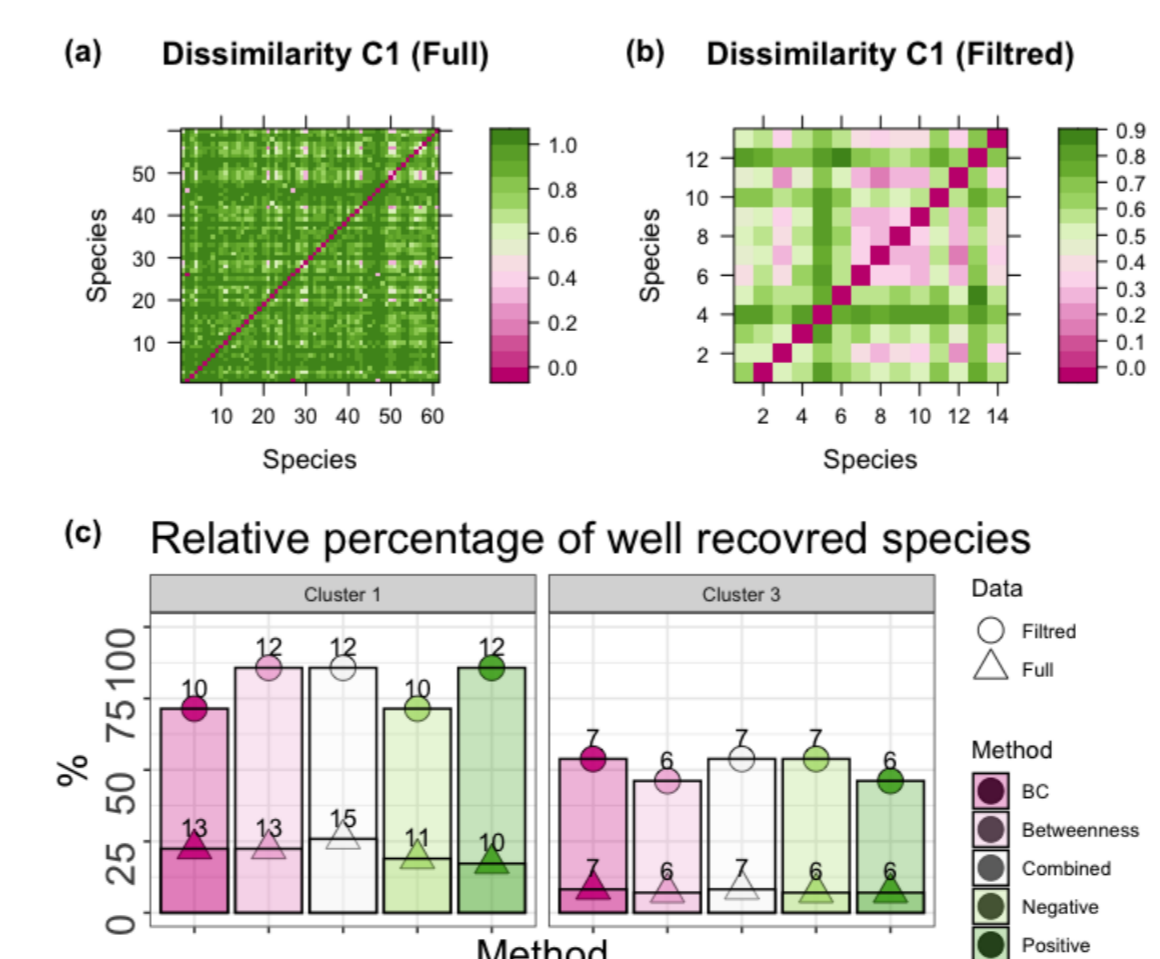 (a) Dissimilarity C1 (Full)
50
40
30
20
10
Species
10 20 30 40 50 60
Species
1.0
0.8
0.6
0.4
0.2
0.0
(b) Dissimilarity C1 (Filtred)
12
10
8
6
4
2
Species
2 4 6 8 10 12 14
Species
0.9
0.8
0.7
0.6
0.5
0.4
0.3
0.2
0.1
0.0
(c) Relative percentage of well recovred species
Cluster 1
Cluster 3
100
75
50
25
0
%
10 12 12 10 12
13 13 15 11 10
7 6 7 7 6
7 6 7 6 6
Method
Data
Filtred
Full
Method
BC
Betweenness
Combined
Negative
Positive